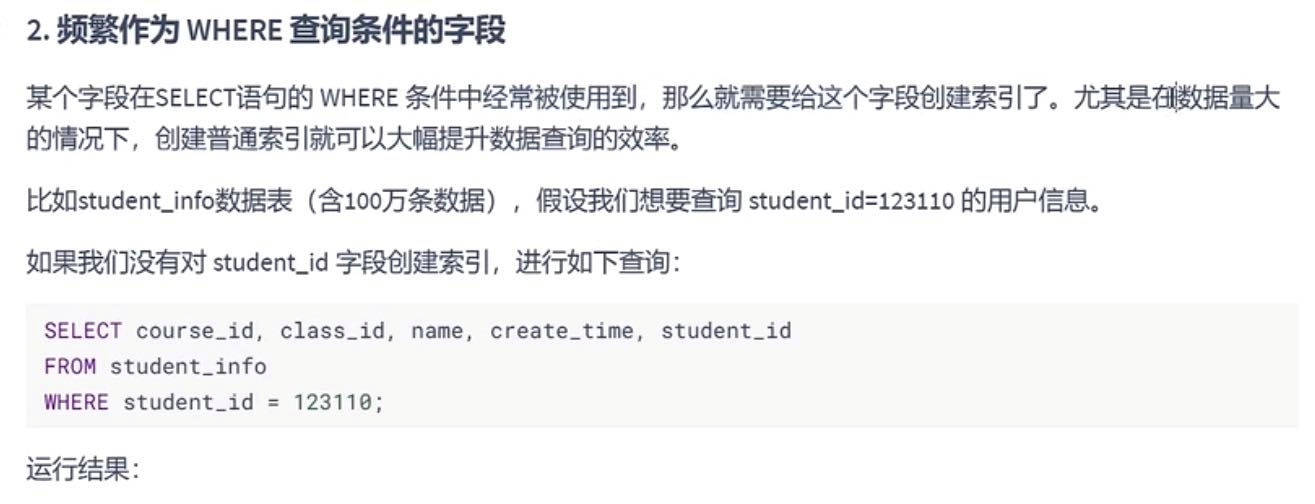 2. 频繁作为 WHERE 查询条件的字段
某个字段在SELECT语句的 WHERE 条件中经常被使用到，那么就需要给这个字段创建索引了。尤其是在数据量大
的情况下，创建普通索引就可以大幅提升数据查询的效率。
比如student_info数据表（含100万条数据），假设我们想要查询 student_id=123110 的用户信息。
如果我们没有对 student_id 字段创建索引，进行如下查询：
SELECT course_id, class_id, name, create_time, student_id
FROM student_info
WHERE student_id = 123110;
运行结果：